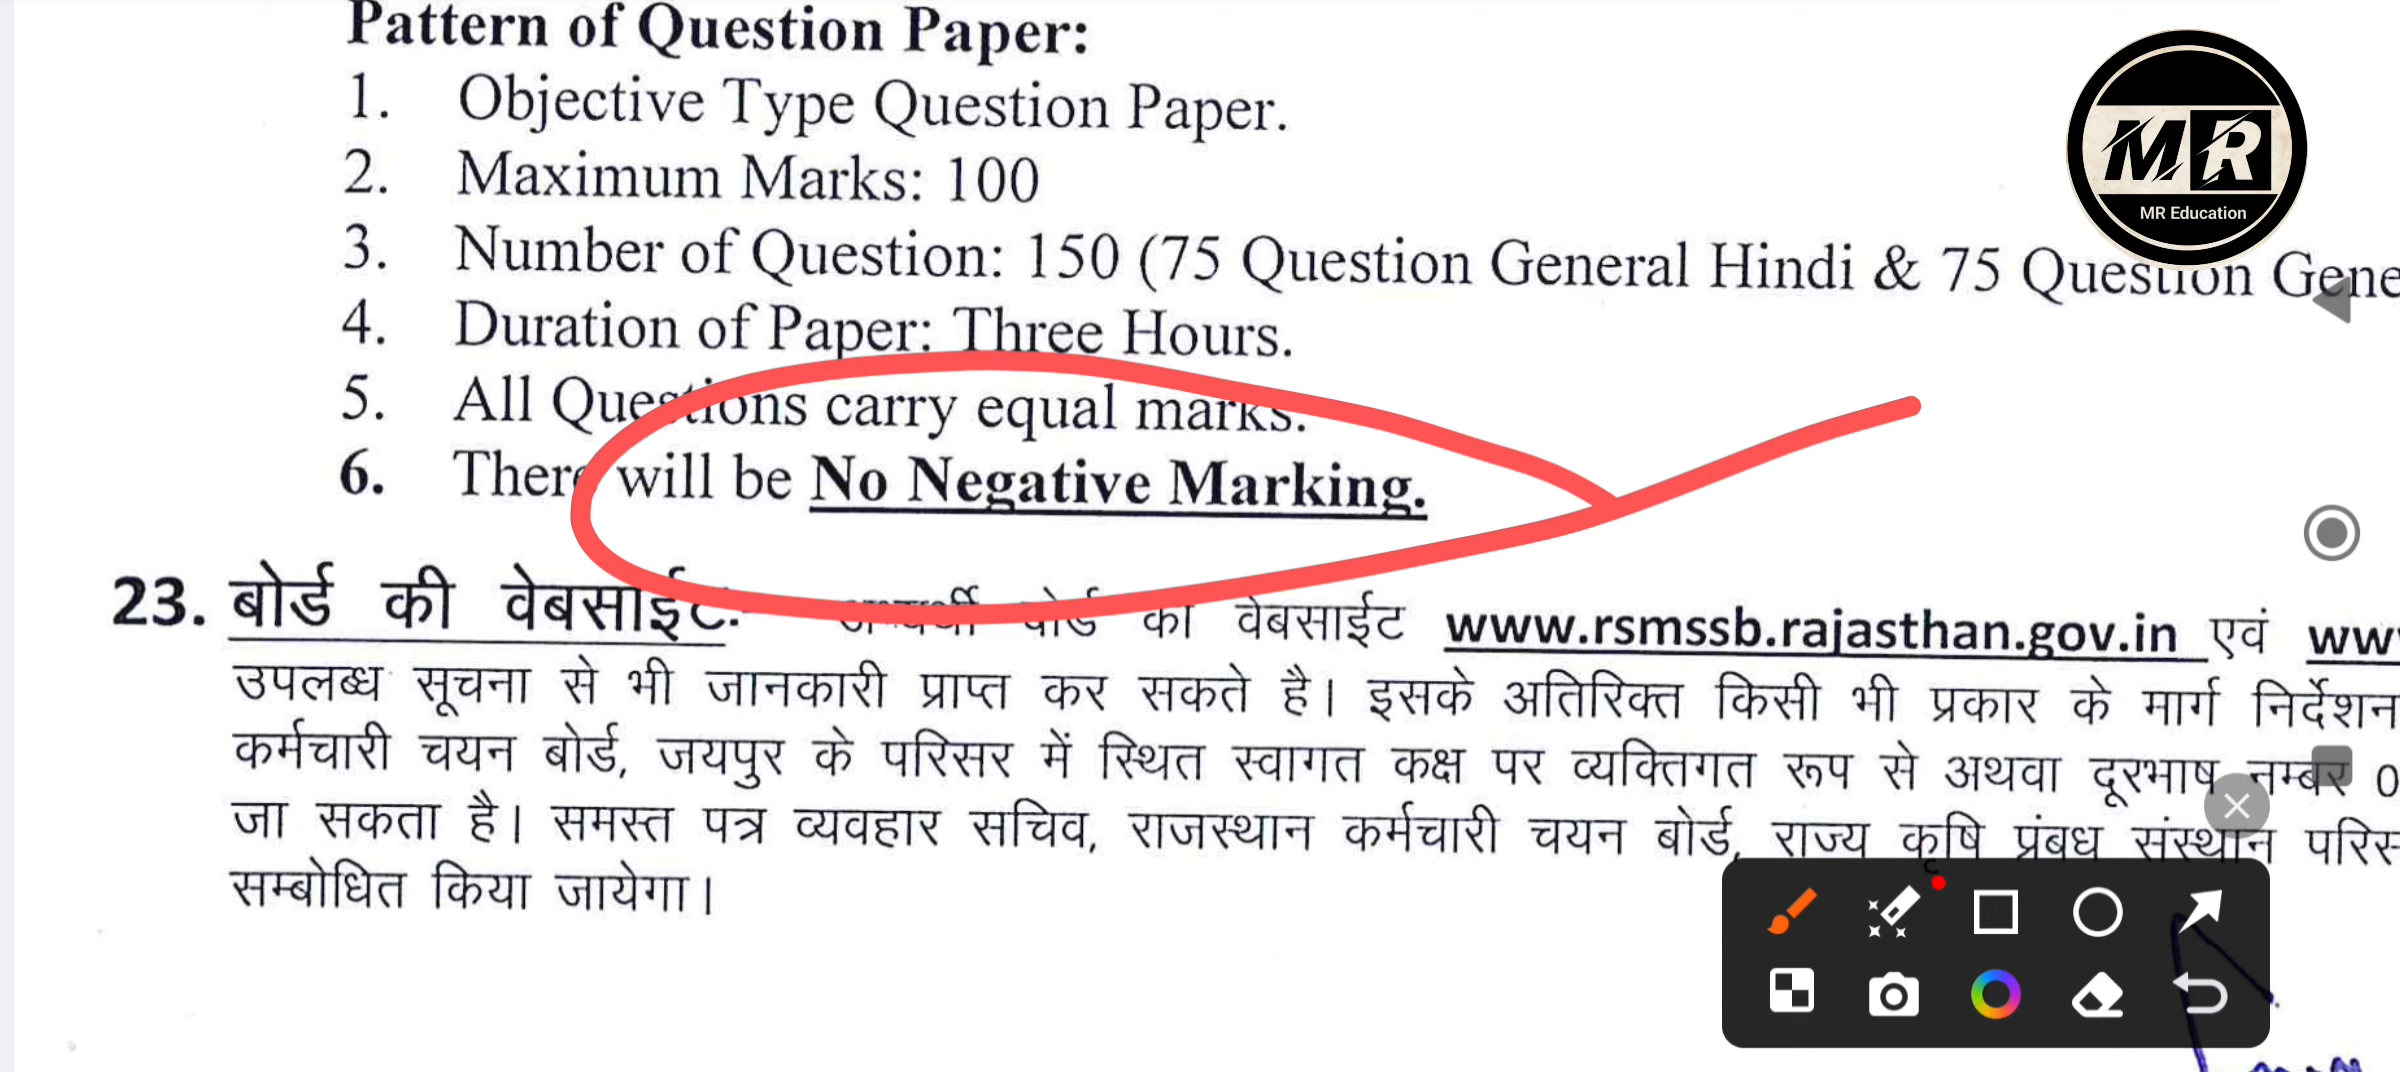 Pattern of Question Paper:
1. Objective Type Question Paper.
2. Maximum Marks: 100
3. Number of Question: 150 (75 Question General Hindi & 75 Question Gene
4. Duration of Paper: Three Hours.
5. All Questions carry equal marks.
6. There will be No Negative Marking.
23. बोर्ड की वेबसाईट वेबसाईट www.rsmssb.rajasthan.gov.in एवं ww
उपलब्ध सूचना से भी जानकारी प्राप्त कर सकते है। इसके अतिरिक्त किसी भी प्रकार के मार्ग निर्देशन
कर्मचारी चयन बोर्ड, जयपुर के परिसर में स्थित स्वागत कक्ष पर व्यक्तिगत रूप से अथवा दूरभाष नम्बर 0
जा सकता है। समस्त पत्र व्यवहार सचिव, राजस्थान कर्मचारी चयन बोर्ड, राज्य कृषि प्रंबध संस्थान परिस
सम्बोधित किया जायेगा।
MR
MR Education